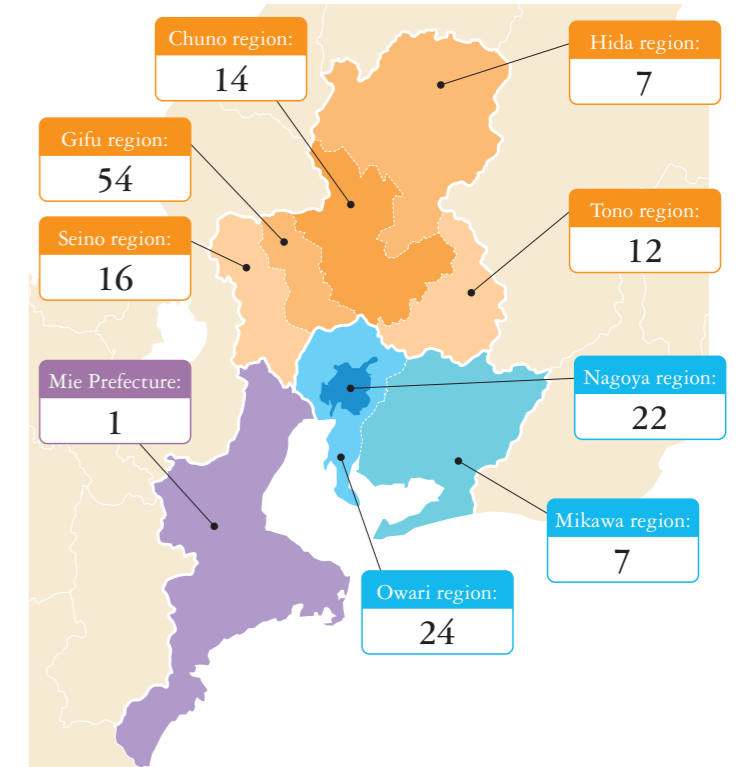 Chuno region:
14
Hida region:
7
Gifu region:
54
Seino region:
16
Tono region:
12
Mie Prefecture:
1
Nagoya region:
22
Mikawa region:
7
Owari region:
24